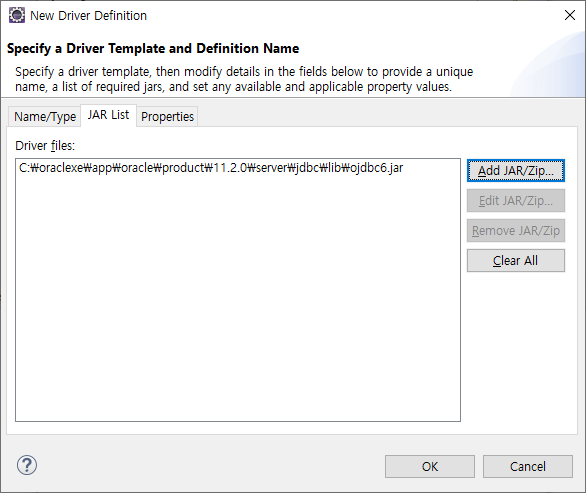 New Driver Definition
Specify a Driver Template and Definition Name
Specify a driver template, then modify details in the fields below to provide a unique
name, a list of required jars, and set any available and applicable property values.
Name/Type JAR List Properties
Driver files:
C:₩oraclexe₩app₩oracle₩product₩11.2.0₩server₩jdbc₩lib₩ojdbc6.jar
Add JAR/Zip...
Edit JAR/Zip...
Remove JAR/Zip
Clear All
?
OK Cancel